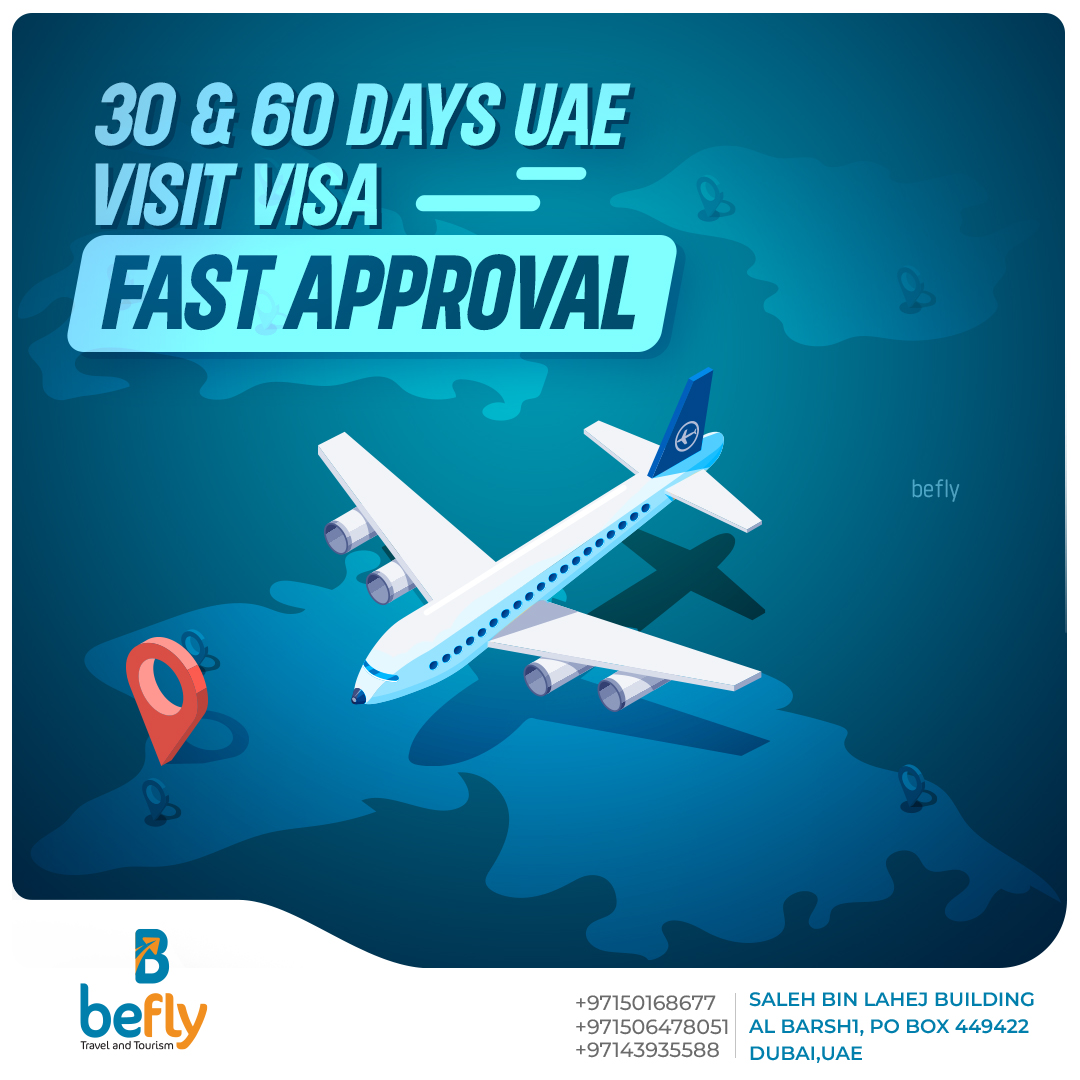 30 & 60 DAYS UAE
VISIT VISA
FAST APPROVAL
befly
B
befly
Travel and Tourism
+97150168677
+971506478051
+97143935588
SALEH BIN LAHEJ BUILDING
AL BARSH1, PO BOX 449422
DUBAI,UAE